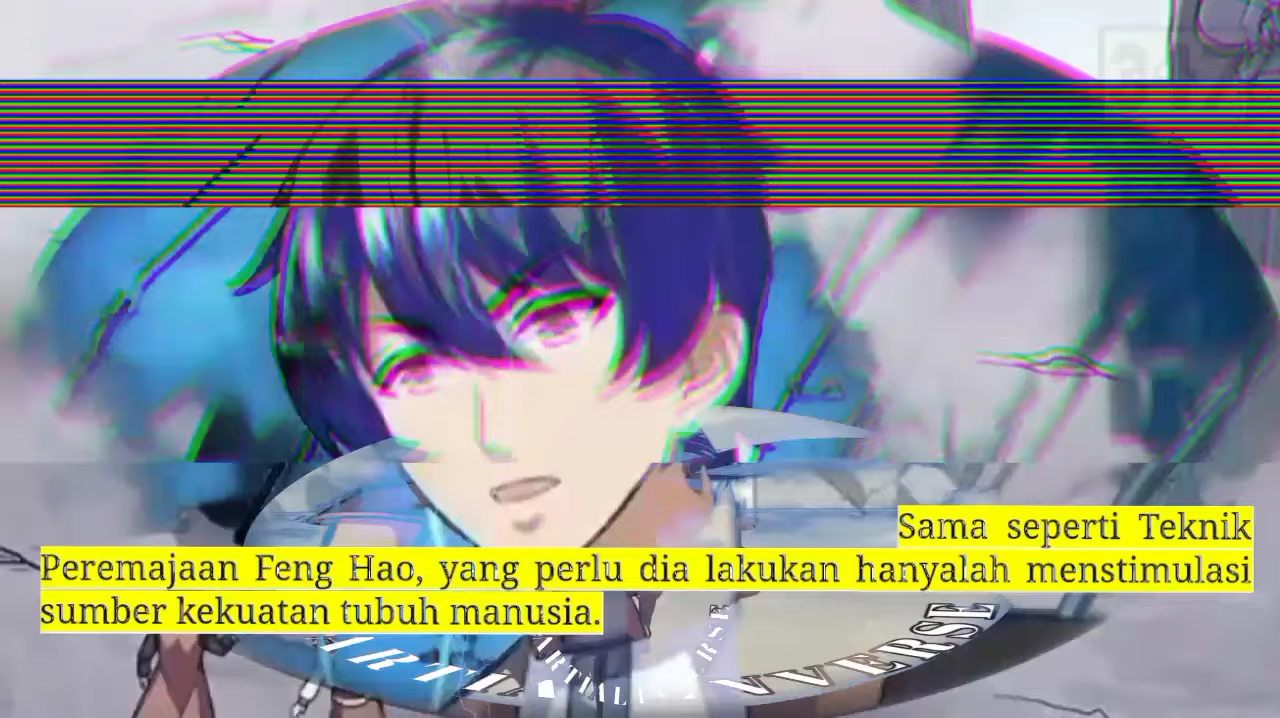 Sama seperti Teknik
Peremajaan Feng Hao, yang perlu dia lakukan hanyalah menstimulasi
sumber kekuatan tubuh manusia.